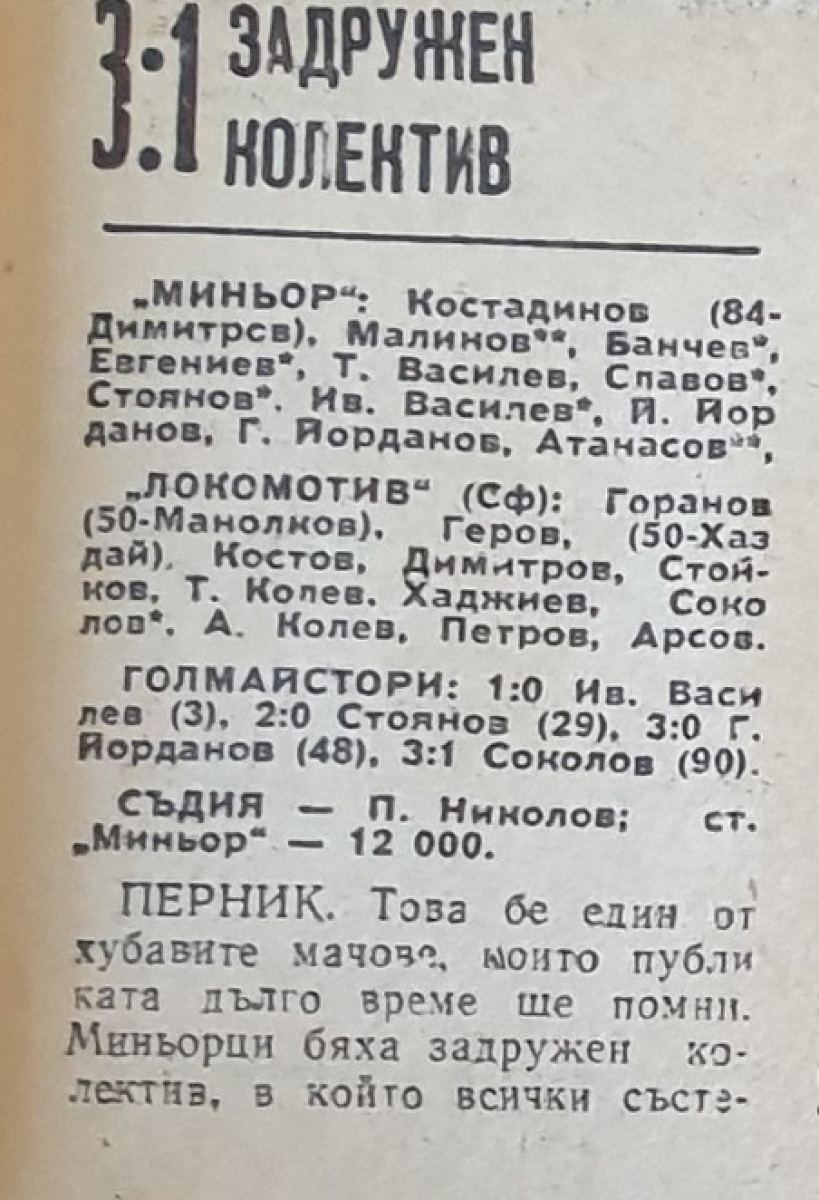 3:1 ЗАДРУЖЕН
КОЛЕКТИВ
„МИНЬОР“: Костадинов (84-
Димитров), Малинов**, Банчев*,
Евгениев*, Т. Василев, Славов*,
Стоянов*. Ив. Василев*, Й. Йор
данов, Г. Йорданов, Атанасов**,
„ЛОКОМОТИВ“ (Сф): Горанов
(50-Манолков), Геров, (50-Хаз
дай), Костов, Димитров, Стой-
ков, Т. Колев. Хаджиев, Соко
лов*. А. Колев, Петров, Арсов.
ГОЛМАЙСТОРИ: 1:0 Ив. Васи
лев (3), 2:0 Стоянов (29), 3:0 Г.
Йорданов (48), 3:1 Соколов (90).
СЪДИЯ — П. Николов; ст.
„Миньор“ — 12 000.
ПЕРНИК. Това бе един от
хубавите мачове, които публи
ката дълго време ще помни.
Миньорци бяха задружен ко-
лектив, в който всички състе-